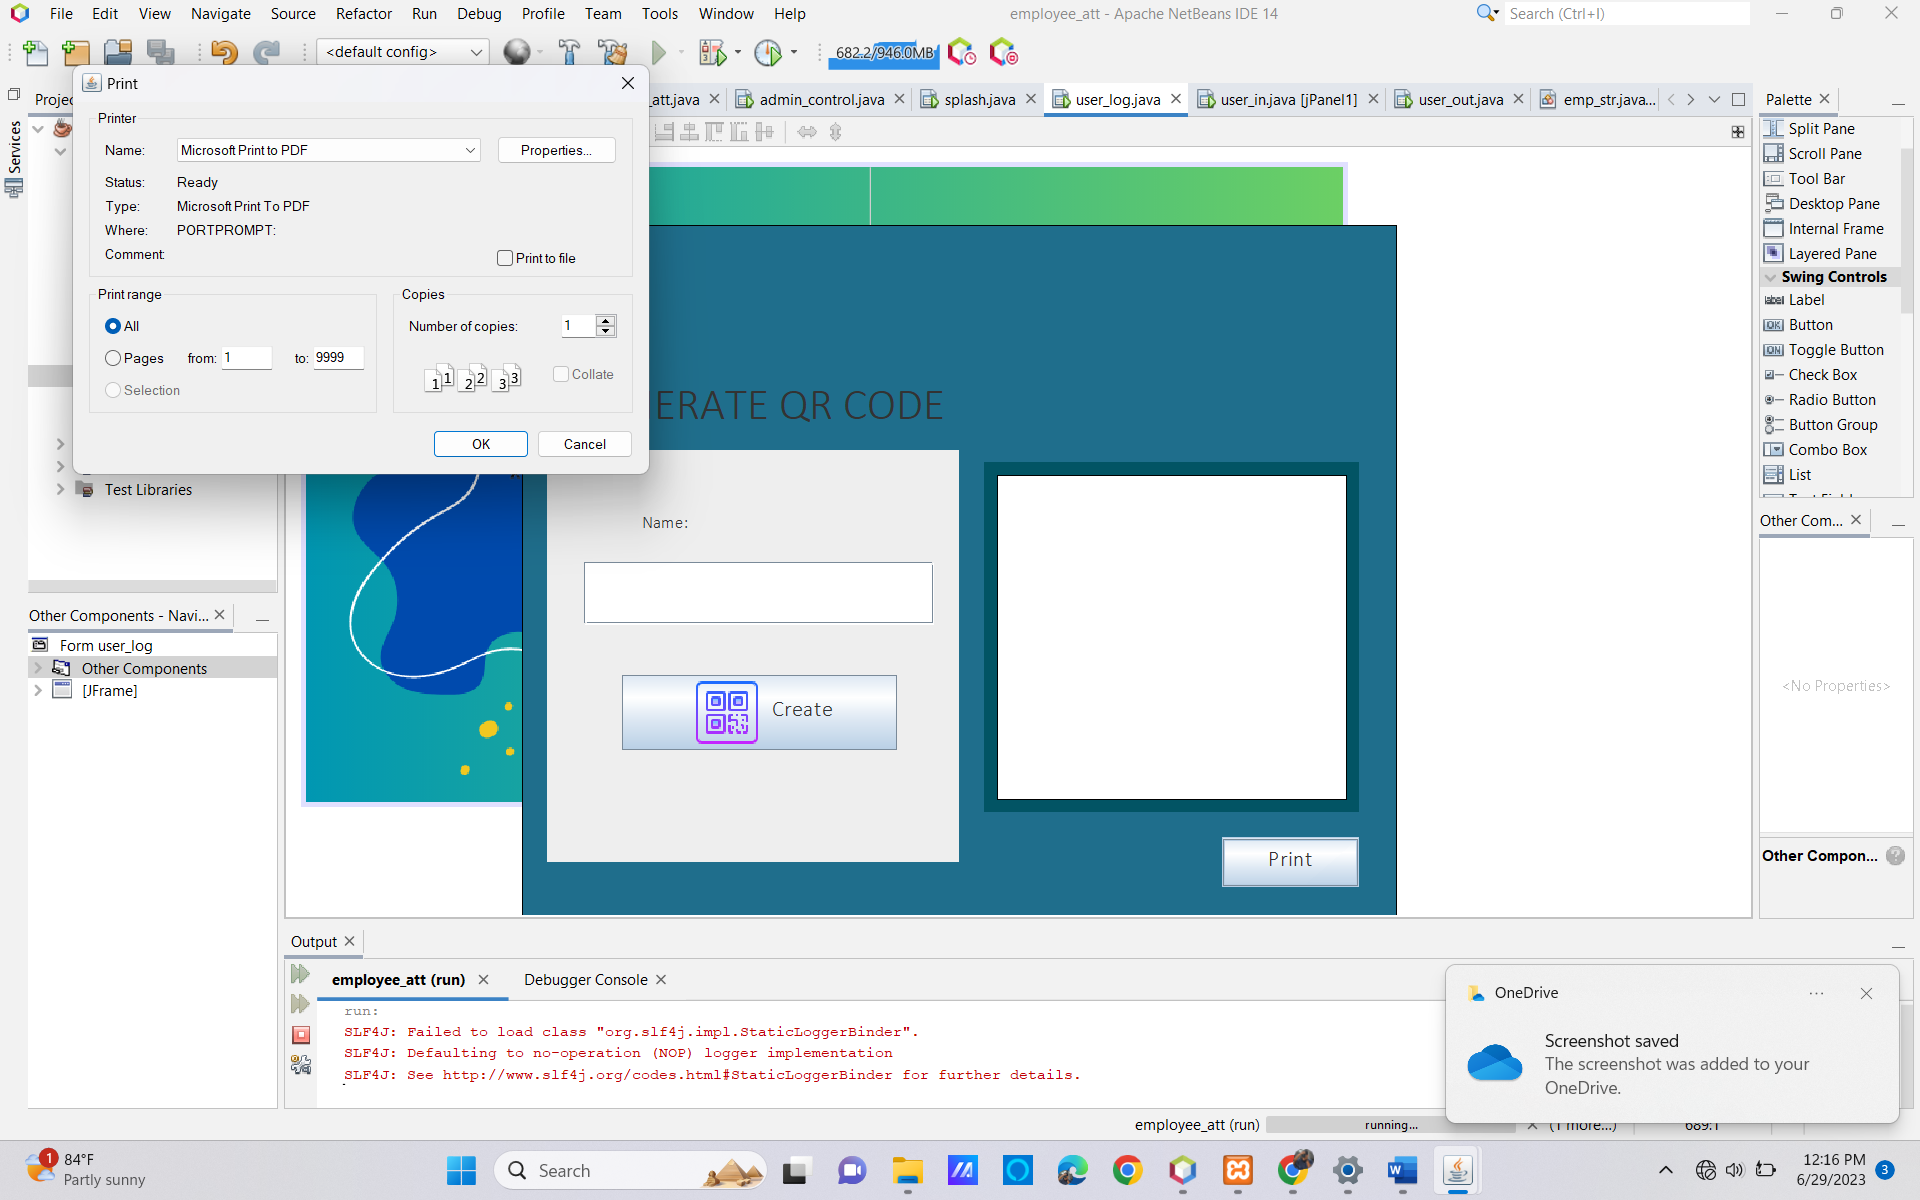 File Edit View Navigate Source Refactor Run Debug Profile Team Tools Window Help
employee_att - Apache NetBeans IDE 14
Search (Ctrl+I)
<default config>
682.2/946.0MB
Print
Printer
Name: Microsoft Print to PDF Properties...
Status: Ready
Type: Microsoft Print To PDF
Where: PORTPROMPT:
Comment:
Print to file
Print range
All
Pages from: 1 to: 9999
Selection
Copies
Number of copies: 1
1 1 2 2 3 3
Collate
OK Cancel
Services
Projec
Test Libraries
_att.java admin_control.java splash.java user_log.java user_in.java [jPanel1] user_out.java emp_str.java...
ERATE QR CODE
Name:
Create
Print
Palette
Split Pane
Scroll Pane
Tool Bar
Desktop Pane
Internal Frame
Layered Pane
Swing Controls
label Label
OK Button
ON Toggle Button
Check Box
Radio Button
Button Group
Combo Box
List
Other Com...
<No Properties>
Other Compon...
Other Components - Navi...
Form user_log
Other Components
[JFrame]
Output
employee_att (run) Debugger Console
run:
SLF4J: Failed to load class "org.slf4j.impl.StaticLoggerBinder".
SLF4J: Defaulting to no-operation (NOP) logger implementation
SLF4J: See http://www.slf4j.org/codes.html#StaticLoggerBinder for further details.
OneDrive
Screenshot saved
The screenshot was added to your
OneDrive.
employee_att (run) running... (1 more...) 689:1
1
84°F
Partly sunny
Search
12:16 PM
6/29/2023
3